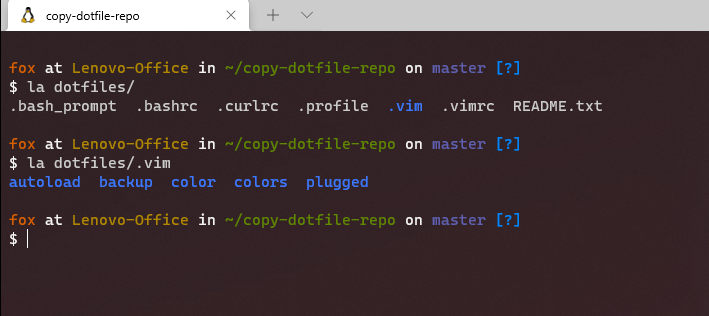 copy-dotfile-repo
fox at Lenovo-Office in ~/copy-dotfile-repo on master [?]
$ la dotfiles/
.bash_prompt .bashrc .curlrc .profile .vim .vimrc README.txt
fox at Lenovo-Office in ~/copy-dotfile-repo on master [?]
$ la dotfiles/.vim
autoload backup color colors plugged
fox at Lenovo-Office in ~/copy-dotfile-repo on master [?]
$